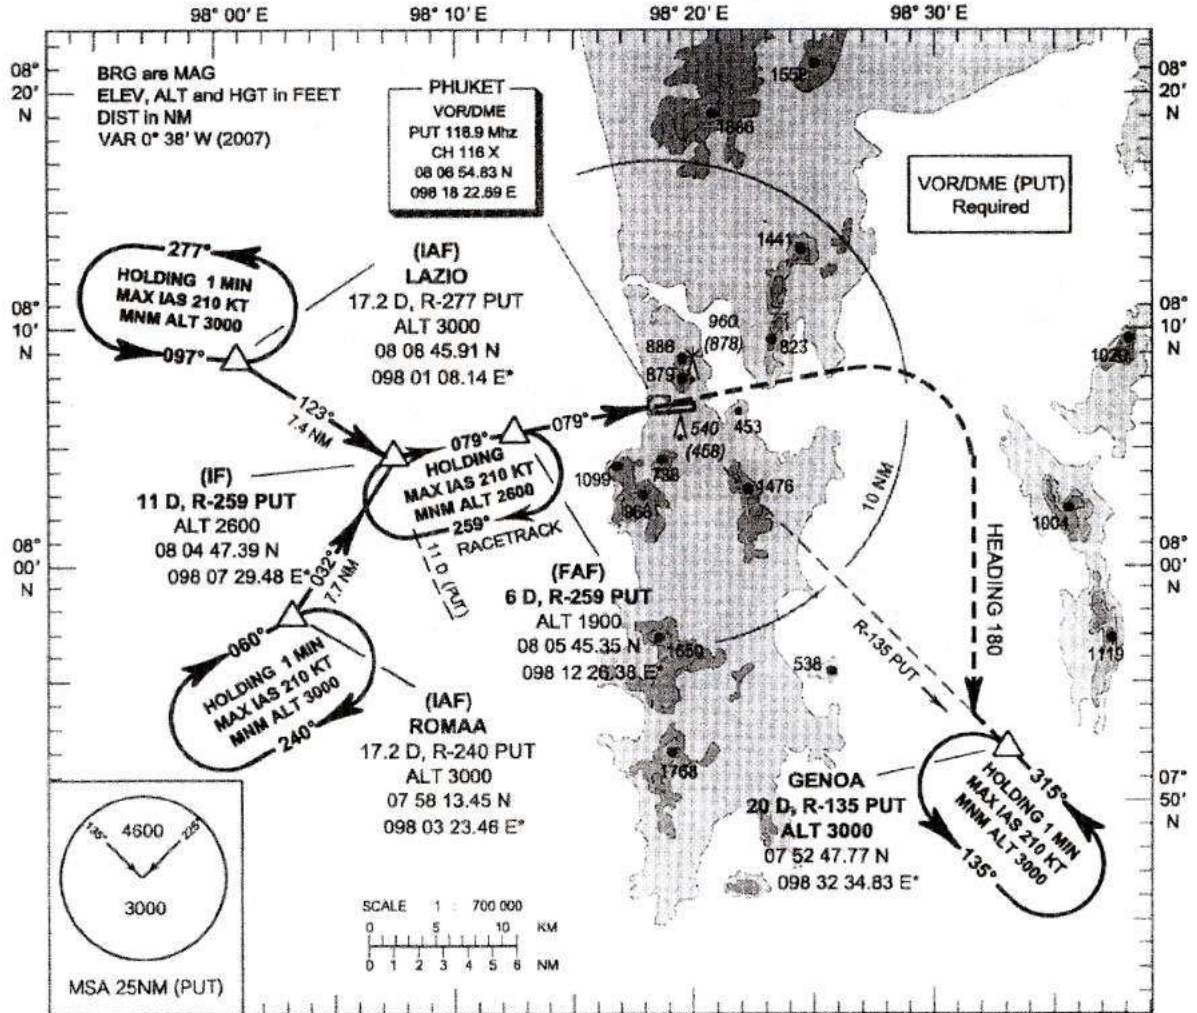 98° 00' E
98° 10' E
98° 20' E
98° 30' E
08°
20'
N
08°
20'
N
BRG are MAG
ELEV, ALT and HGT in FEET
DIST in NM
VAR 0° 38' W (2007)
PHUKET
VOR/DME
PUT 116.9 Mhz
CH 116 X
08 06 54.83 N
098 18 22.69 E
1552
1886
VOR/DME (PUT)
Required
277°
HOLDING 1 MIN
MAX IAS 210 KT
MNM ALT 3000
097°
(IAF)
LAZIO
17.2 D, R-277 PUT
ALT 3000
08 08 45.91 N
098 01 08.14 E*
1441
960
(878)
823
886
879
08°
10'
N
08°
10'
N
1020
123°
7.4 NM
079°
079°
HOLDING
MAX IAS 210 KT
MNM ALT 2600
259°
RACETRACK
11 D (PUT)
540
(458)
453
738
1099
966
1476
10 NM
1004
HEADING 180
(IF)
11 D, R-259 PUT
ALT 2600
08 04 47.39 N
098 07 29.48 E*
032°
7.7 NM
08°
00'
N
08°
00'
N
(FAF)
6 D, R-259 PUT
ALT 1900
08 05 45.35 N
098 12 26.38 E*
R-135 PUT
538
1119
060°
HOLDING 1 MIN
MAX IAS 210 KT
MNM ALT 3000
240°
(IAF)
ROMAA
17.2 D, R-240 PUT
ALT 3000
07 58 13.45 N
098 03 23.46 E*
1768
GENOA
20 D, R-135 PUT
ALT 3000
07 52 47.77 N
098 32 34.83 E*
315°
HOLDING 1 MIN
MAX IAS 210 KT
MNM ALT 3000
135°
07°
50'
N
135°
4600
225°
3000
MSA 25NM (PUT)
SCALE 1 : 700 000
0 5 10 KM
0 1 2 3 4 5 6 NM